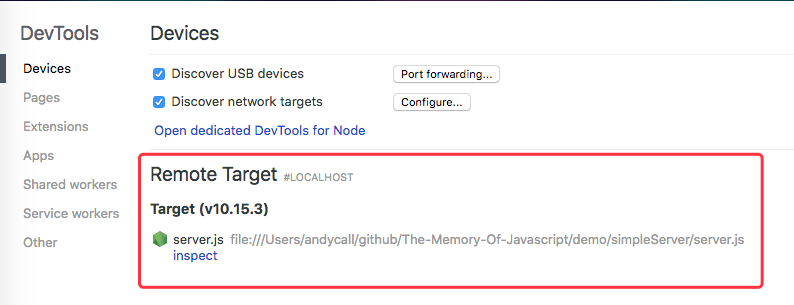 DevTools
Devices
Pages
Extensions
Apps
Shared workers
Service workers
Other
Devices
Discover USB devices
Port forwarding...
Discover network targets
Configure...
Open dedicated DevTools for Node
Remote Target #LOCALHOST
Target (v10.15.3)
server.js file:///Users/andycall/github/The-Memory-Of-Javascript/demo/simpleServer/server.js
inspect